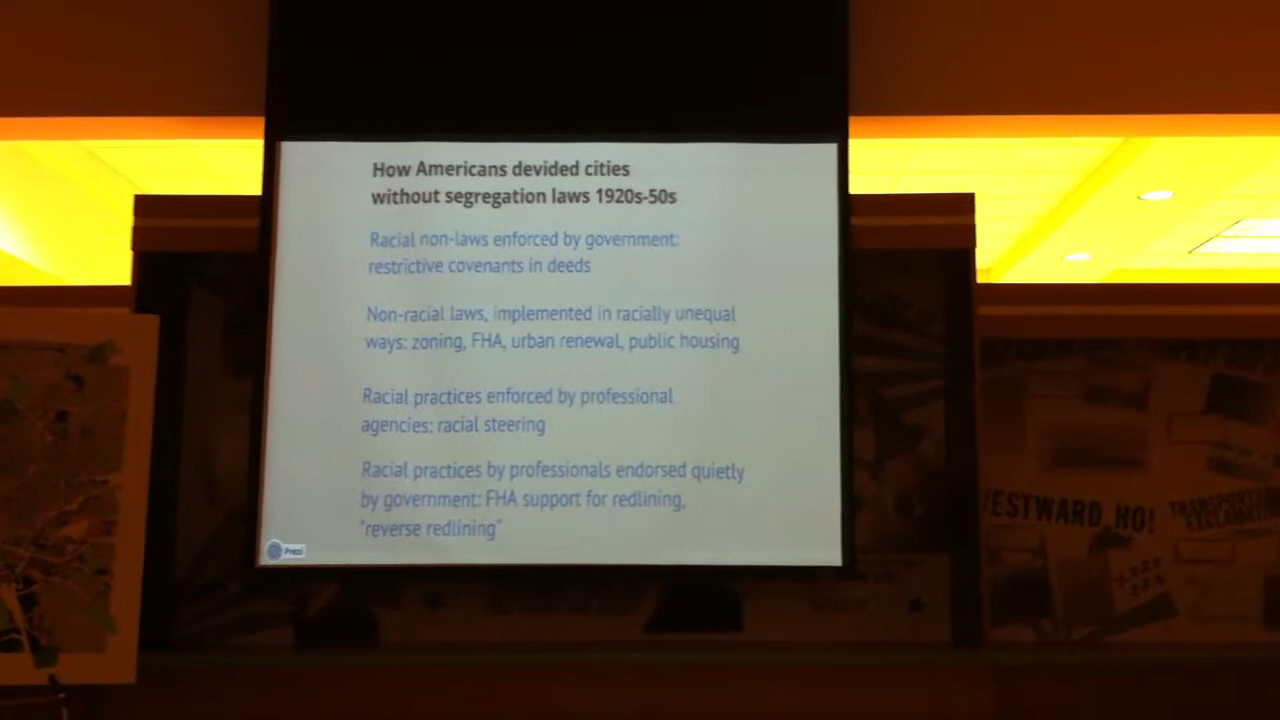 How Americans devided cities
without segregation laws 1920s-50s
Racial non-laws enforced by government:
restrictive covenants in deeds
Non-racial laws, implemented in racially unequal
ways: zoning, FHA, urban renewal, public housing
Racial practices enforced by professional
agencies: racial steering
Racial practices by professionals endorsed quietly
by government: FHA support for redlining,
"reverse redlining"
Prezi
HO!